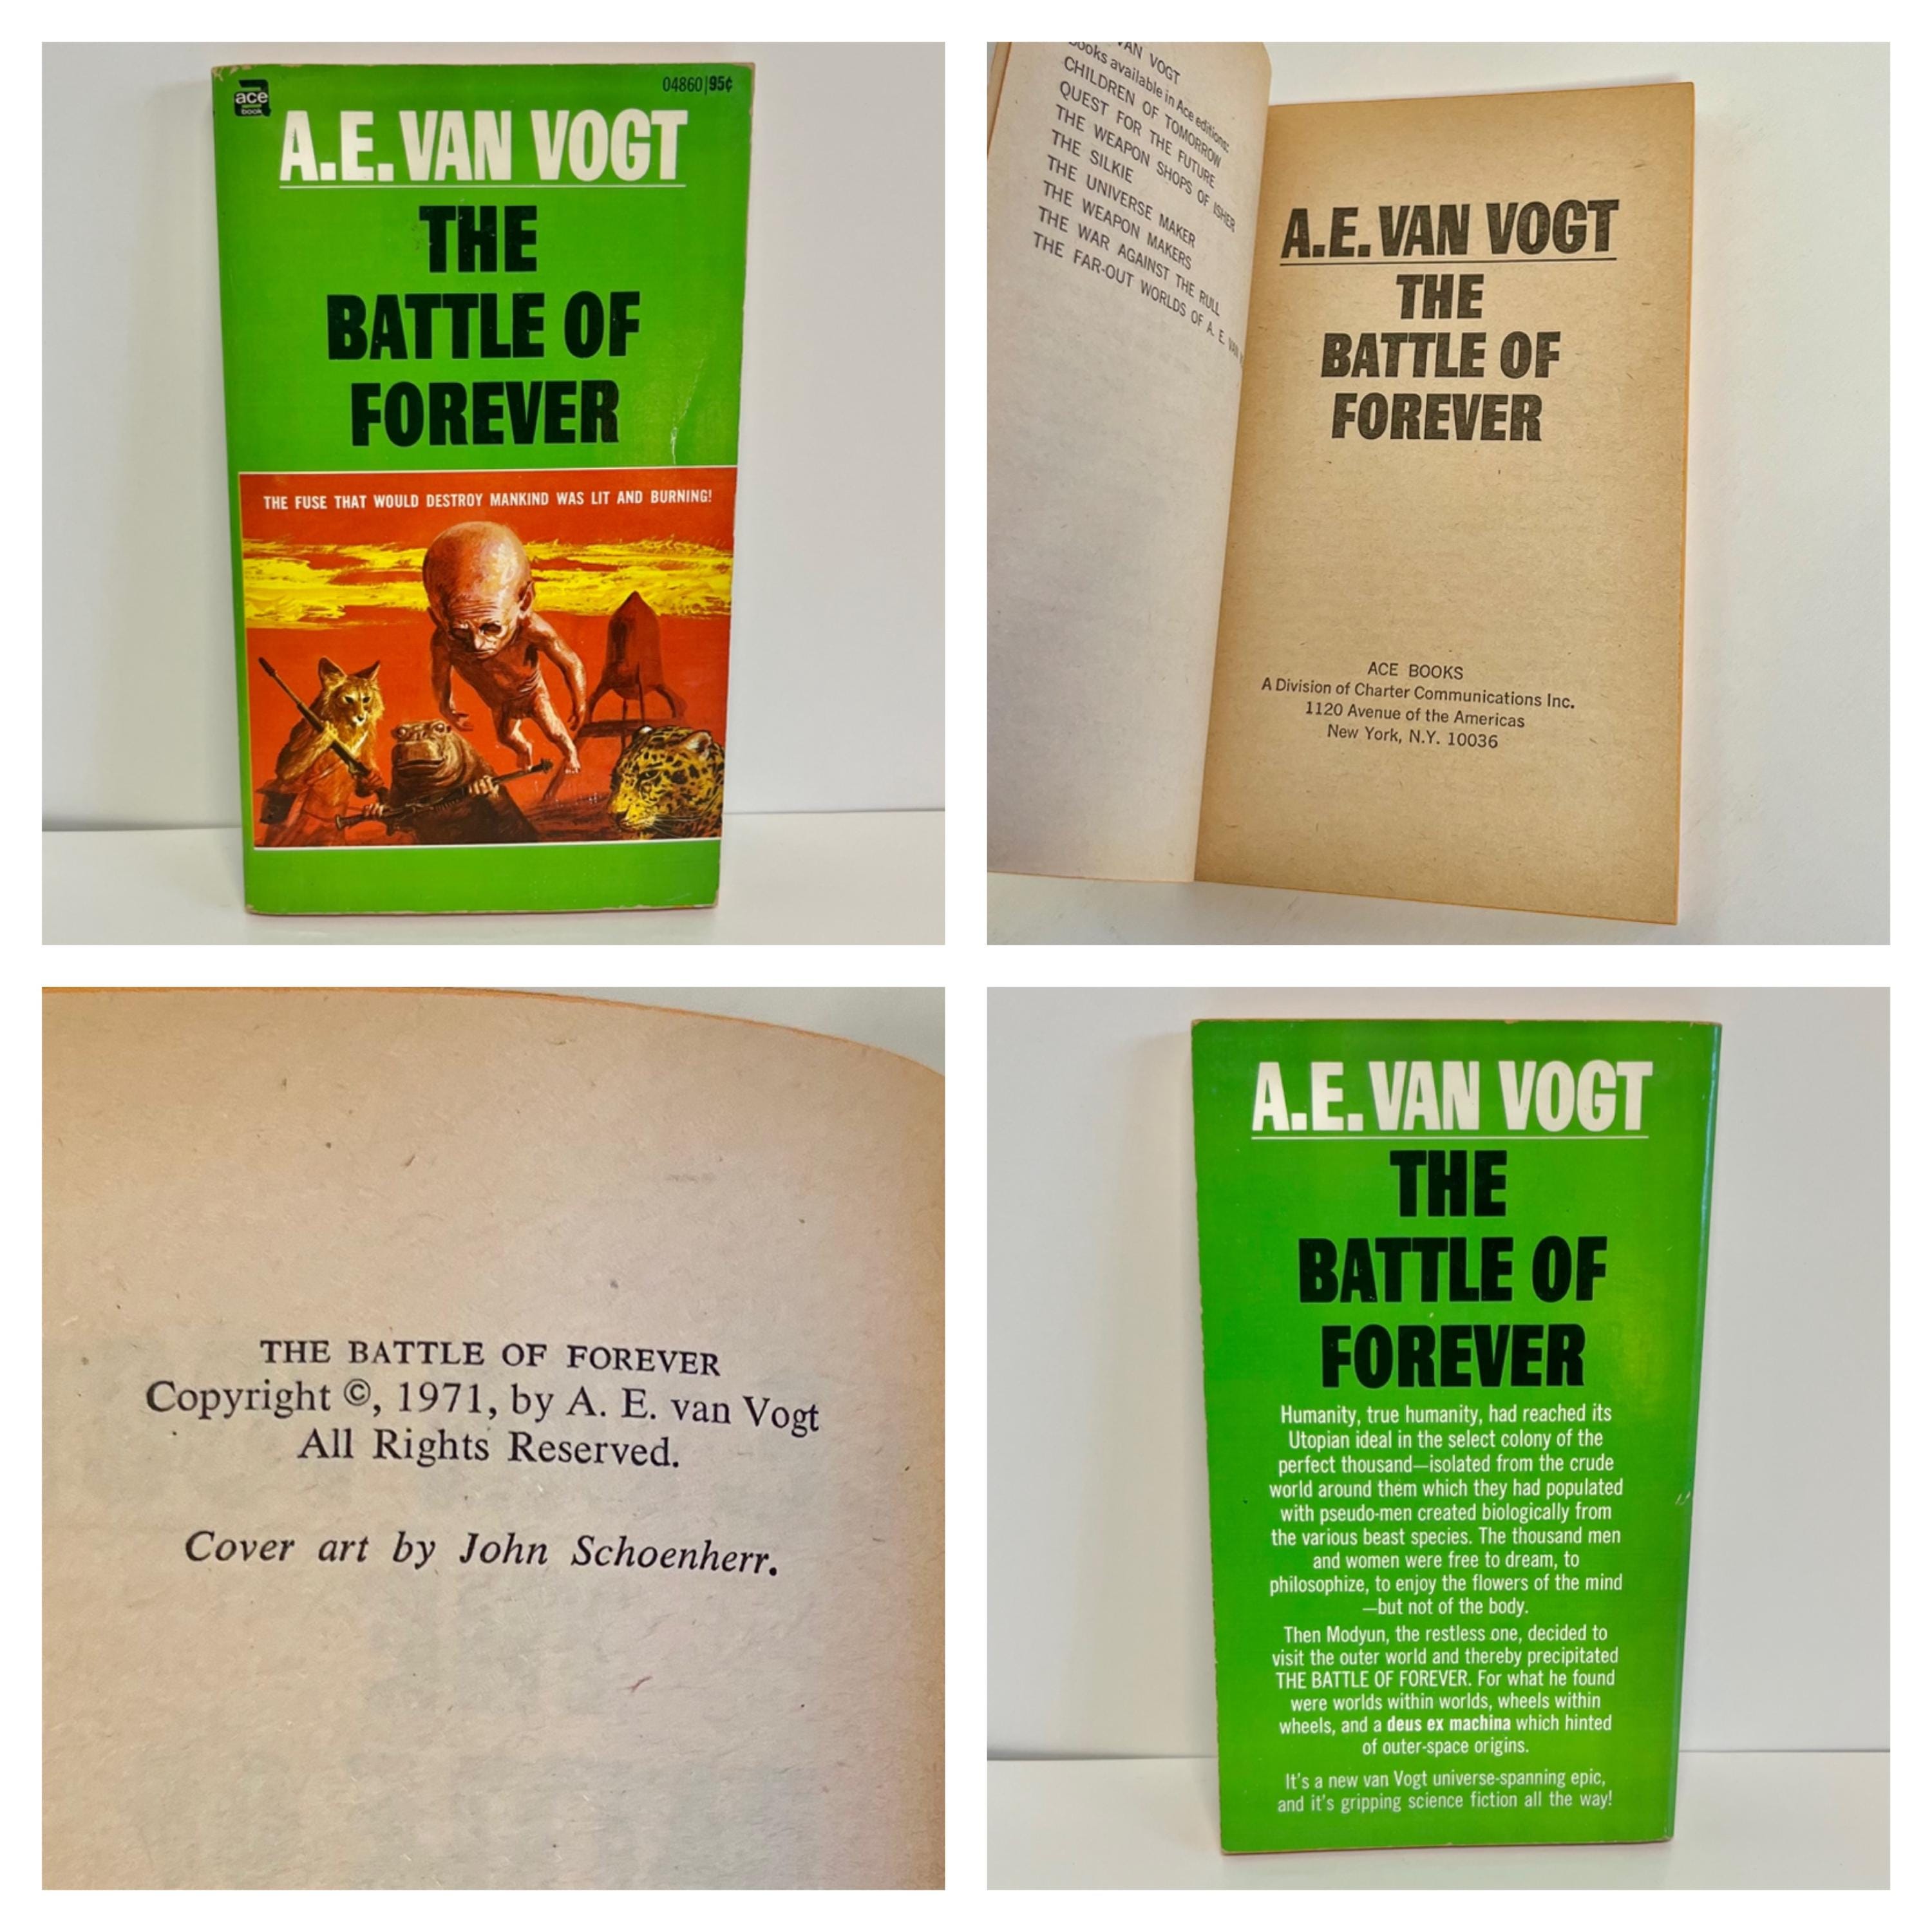 ace
book
04860|95¢
A.E. VAN VOGT
THE
BATTLE OF
FOREVER
THE FUSE THAT WOULD DESTROY MANKIND WAS LIT AND BURNING!
VAN VOGT
Books available in Ace editions:
CHILDREN OF TOMORROW
QUEST FOR THE FUTURE
THE WEAPON SHOPS OF ISHER
THE SILKIE
THE UNIVERSE MAKER
THE WEAPON MAKERS
THE WAR AGAINST THE RULL
THE FAR-OUT WORLDS OF A. E. VAN
A.E. VAN VOGT
THE
BATTLE OF
FOREVER
ACE BOOKS
A Division of Charter Communications Inc.
1120 Avenue of the Americas
New York, N.Y. 10036
THE BATTLE OF FOREVER
Copyright ©, 1971, by A. E. van Vogt
All Rights Reserved.
Cover art by John Schoenherr.
A.E. VAN VOGT
THE
BATTLE OF
FOREVER
Humanity, true humanity, had reached its
Utopian ideal in the select colony of the
perfect thousand—isolated from the crude
world around them which they had populated
with pseudo-men created biologically from
the various beast species. The thousand men
and women were free to dream, to
philosophize, to enjoy the flowers of the mind
—but not of the body.
Then Modyun, the restless one, decided to
visit the outer world and thereby precipitated
THE BATTLE OF FOREVER. For what he found
were worlds within worlds, wheels within
wheels, and a deus ex machina which hinted
of outer-space origins.
It's a new van Vogt universe-spanning epic,
and it's gripping science fiction all the way!